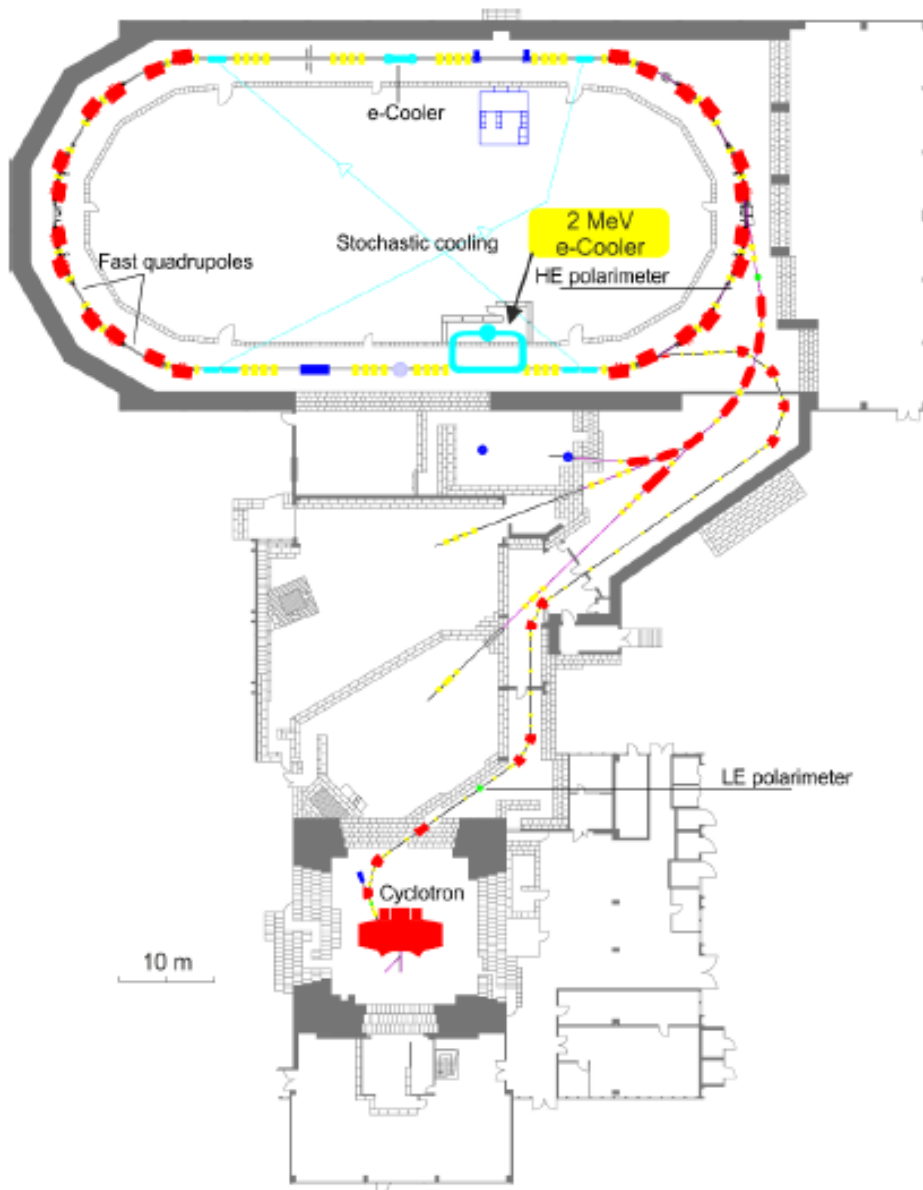 e-Cooler
2 MeV
e-Cooler
Stochastic cooling
Fast quadrupoles
HE polarimeter
LE polarimeter
Cyclotron
10 m